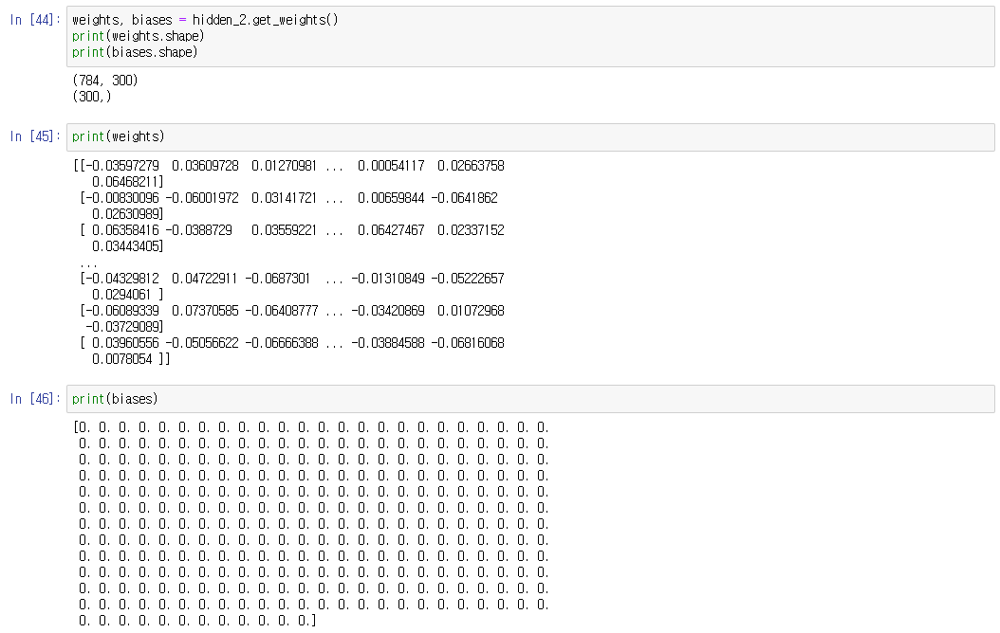 In [44]: weights, biases = hidden_2.get_weights()
print(weights.shape)
print(biases.shape)
(784, 300)
(300,)
In [45]: print(weights)
[[-0.03597279  0.03609728  0.01270981 ...  0.00054117  0.02663758
0.06468211]
[-0.00830096 -0.06001972  0.03141721 ...  0.00659844 -0.0641862
0.02630989]
[ 0.06358416 -0.0388729   0.03559221 ...  0.06427467  0.02337152
0.03443405]
...
[-0.04329812  0.04722911 -0.0687301  ... -0.01310849 -0.05222657
0.0294061 ]
[-0.06089339  0.07370585 -0.06408777 ... -0.03420869  0.01072968
-0.03729089]
[ 0.03960556 -0.05056622 -0.06666388 ... -0.03884588 -0.06816068
0.0078054 ]]
In [46]: print(biases)
[0. 0. 0. 0. 0. 0. 0. 0. 0. 0. 0. 0. 0. 0. 0. 0. 0. 0. 0. 0. 0. 0. 0. 0.
0. 0. 0. 0. 0. 0. 0. 0. 0. 0. 0. 0. 0. 0. 0. 0. 0. 0. 0. 0. 0. 0. 0. 0.
0. 0. 0. 0. 0. 0. 0. 0. 0. 0. 0. 0. 0. 0. 0. 0. 0. 0. 0. 0. 0. 0. 0. 0.
0. 0. 0. 0. 0. 0. 0. 0. 0. 0. 0. 0. 0. 0. 0. 0. 0. 0. 0. 0. 0. 0. 0. 0.
0. 0. 0. 0. 0. 0. 0. 0. 0. 0. 0. 0. 0. 0. 0. 0. 0. 0. 0. 0. 0. 0. 0. 0.
0. 0. 0. 0. 0. 0. 0. 0. 0. 0. 0. 0. 0. 0. 0. 0. 0. 0. 0. 0. 0. 0. 0. 0.
0. 0. 0. 0. 0. 0. 0. 0. 0. 0. 0. 0. 0. 0. 0. 0. 0. 0. 0. 0. 0. 0. 0. 0.
0. 0. 0. 0. 0. 0. 0. 0. 0. 0. 0. 0. 0. 0. 0. 0. 0. 0. 0. 0. 0. 0. 0. 0.
0. 0. 0. 0. 0. 0. 0. 0. 0. 0. 0. 0. 0. 0. 0. 0. 0. 0. 0. 0. 0. 0. 0. 0.
0. 0. 0. 0. 0. 0. 0. 0. 0. 0. 0. 0. 0. 0. 0. 0. 0. 0. 0. 0. 0. 0. 0. 0.
0. 0. 0. 0. 0. 0. 0. 0. 0. 0. 0. 0. 0. 0. 0. 0. 0. 0. 0. 0. 0. 0. 0. 0.
0. 0. 0. 0. 0. 0. 0. 0. 0. 0. 0. 0. 0. 0. 0. 0. 0. 0. 0. 0. 0. 0. 0. 0.
0. 0. 0. 0. 0. 0. 0. 0. 0. 0. 0. 0.]